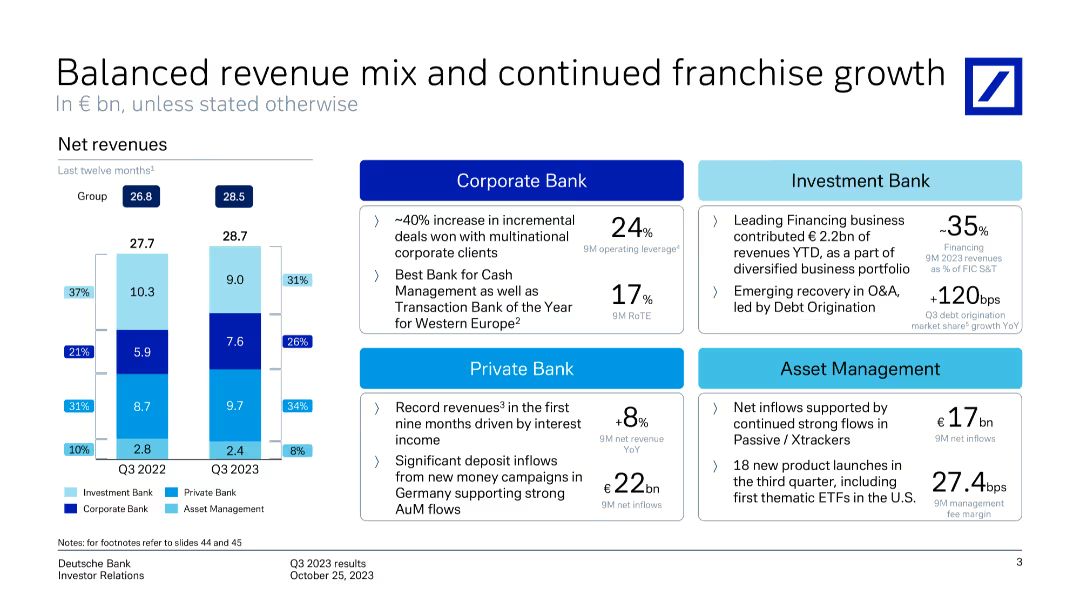 Balanced revenue mix and continued franchise growth
In € bn, unless stated otherwise
Net revenues
Last twelve months¹
Group
26.8
28.5
27.7
28.7
37%
10.3
9.0
31%
21%
5.9
7.6
26%
31%
8.7
9.7
34%
10%
2.8
2.4
8%
Q3 2022
Q3 2023
Investment Bank
Private Bank
Corporate Bank
Asset Management
Corporate Bank
~40% increase in incremental
deals won with multinational
corporate clients
24%
9M operating leverage⁴
Best Bank for Cash
Management as well as
Transaction Bank of the Year
for Western Europe²
17%
9M RoTE
Investment Bank
Leading Financing business
contributed € 2.2bn of
revenues YTD, as a part of
diversified business portfolio
~35%
Financing
9M 2023 revenues
as % of FIC S&T
Emerging recovery in O&A,
led by Debt Origination
+120bps
Q3 debt origination
market share⁵ growth YoY
Private Bank
Record revenues³ in the first
nine months driven by interest
income
+8%
9M net revenue
YoY
Significant deposit inflows
from new money campaigns in
Germany supporting strong
AuM flows
€ 22bn
9M net inflows
Asset Management
Net inflows supported by
continued strong flows in
Passive / Xtrackers
€ 17bn
9M net inflows
18 new product launches in
the third quarter, including
first thematic ETFs in the U.S.
27.4bps
9M management
fee margin
Notes: for footnotes refer to slides 44 and 45
Deutsche Bank
Investor Relations
Q3 2023 results
October 25, 2023
3